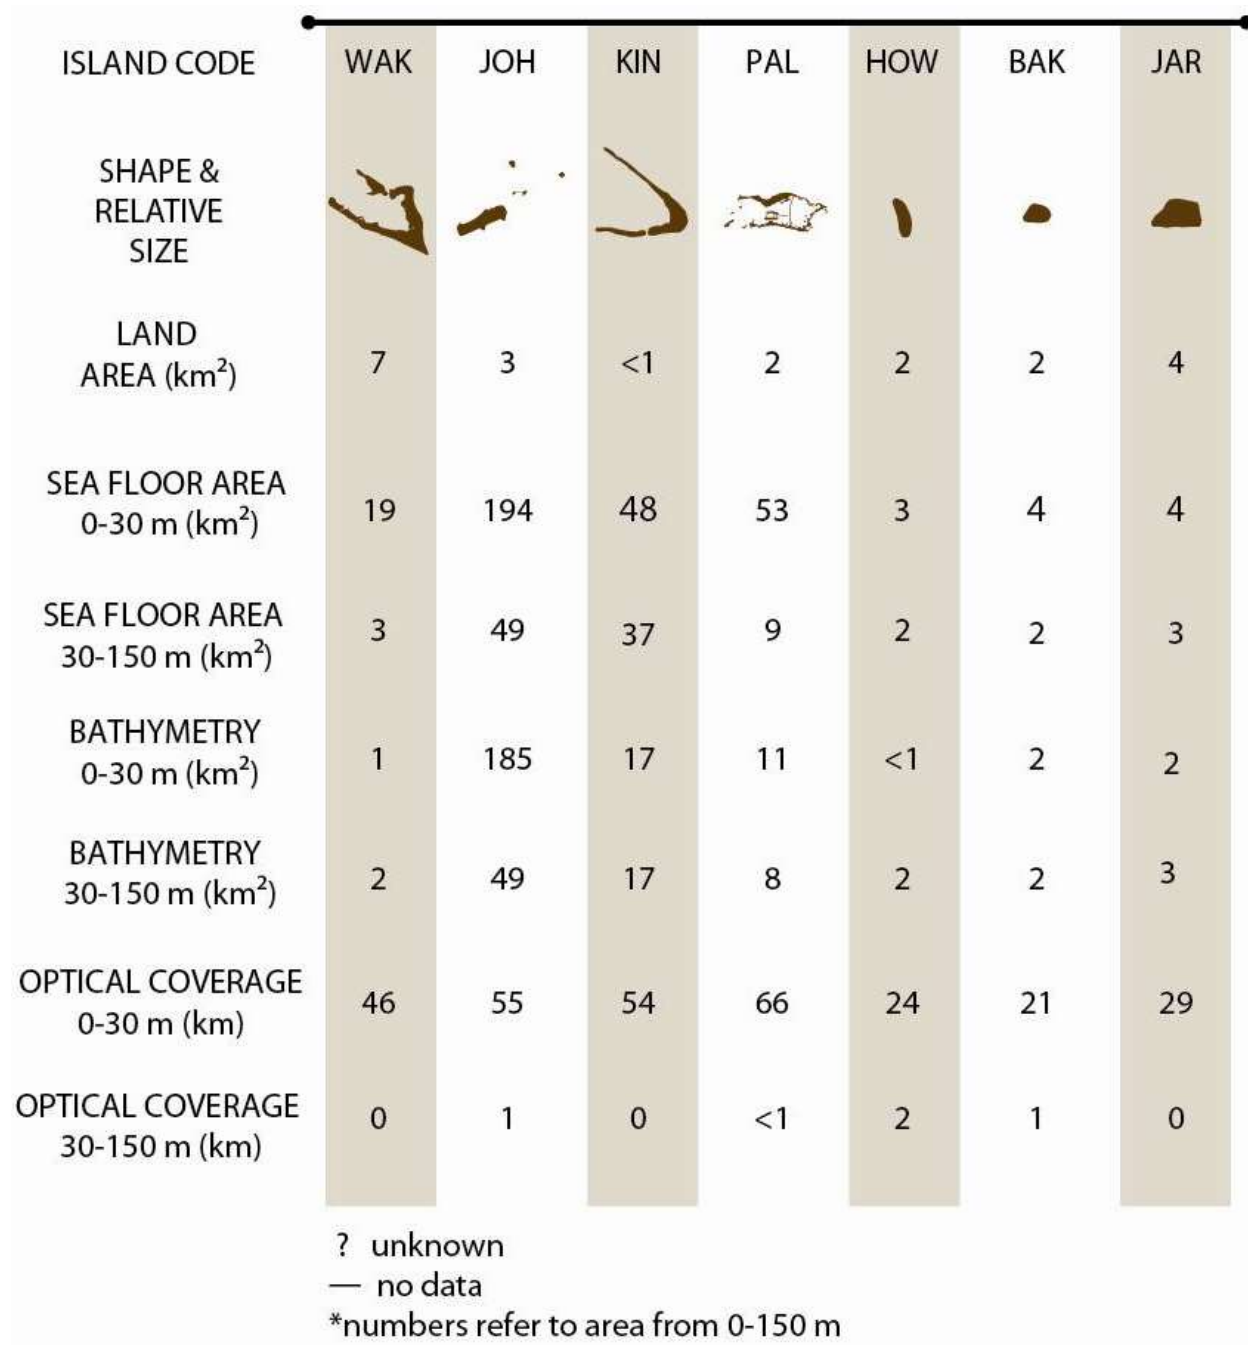 ISLAND CODE WAK JOH KIN PAL HOW BAK JAR
SHAPE &
RELATIVE
SIZE
LAND
AREA (km²) 7 3 <1 2 2 2 4
SEA FLOOR AREA
0-30 m (km²) 19 194 48 53 3 4 4
SEA FLOOR AREA
30-150 m (km²) 3 49 37 9 2 2 3
BATHYMETRY
0-30 m (km²) 1 185 17 11 <1 2 2
BATHYMETRY
30-150 m (km²) 2 49 17 8 2 2 3
OPTICAL COVERAGE
0-30 m (km) 46 55 54 66 24 21 29
OPTICAL COVERAGE
30-150 m (km) 0 1 0 <1 2 1 0
? unknown
— no data
*numbers refer to area from 0-150 m